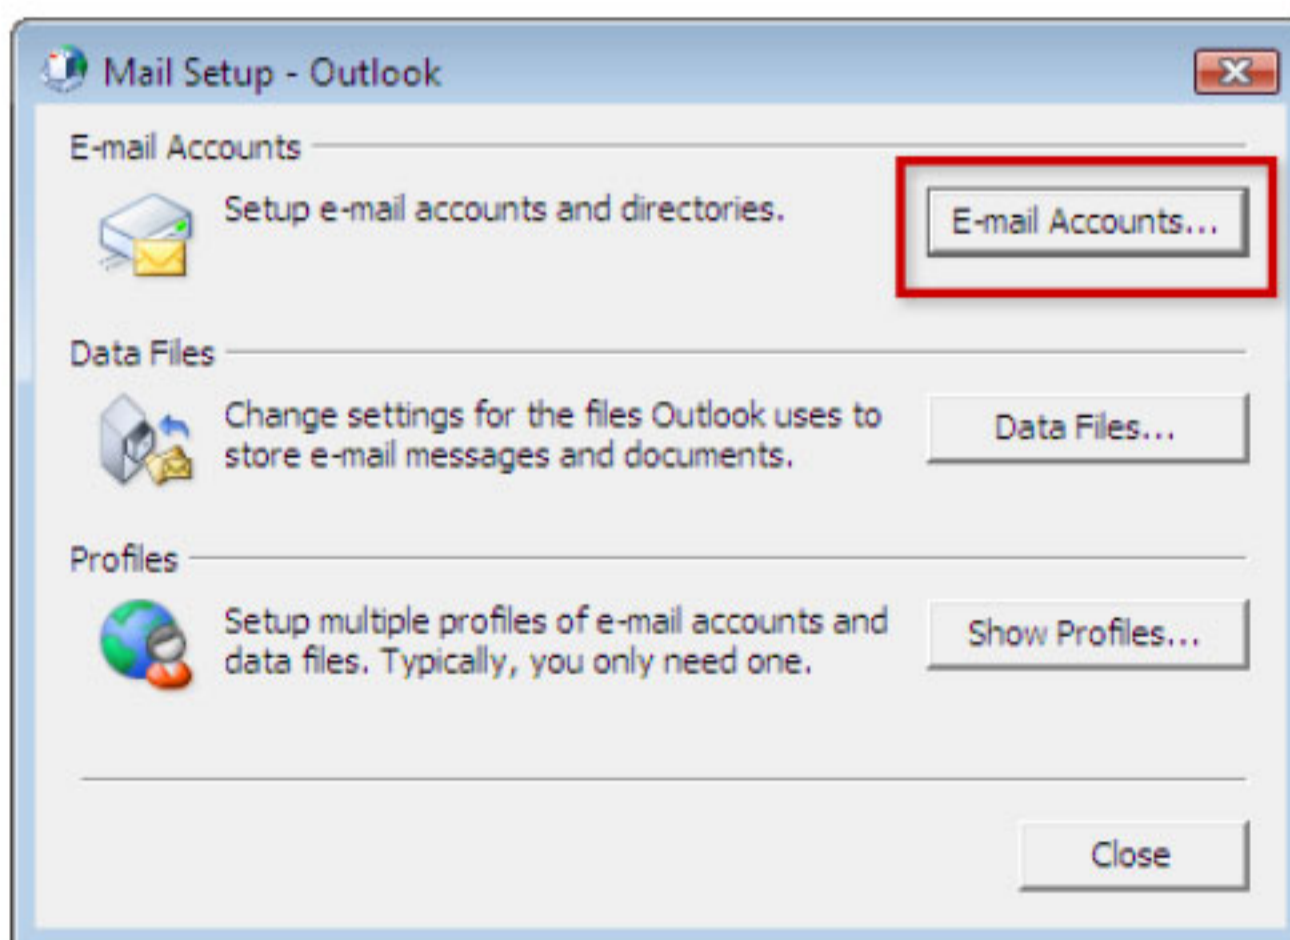 Mail Setup - Outlook
E-mail Accounts
Setup e-mail accounts and directories.
E-mail Accounts...
Data Files
Change settings for the files Outlook uses to
store e-mail messages and documents.
Data Files...
Profiles
Setup multiple profiles of e-mail accounts and
data files. Typically, you only need one.
Show Profiles...
Close